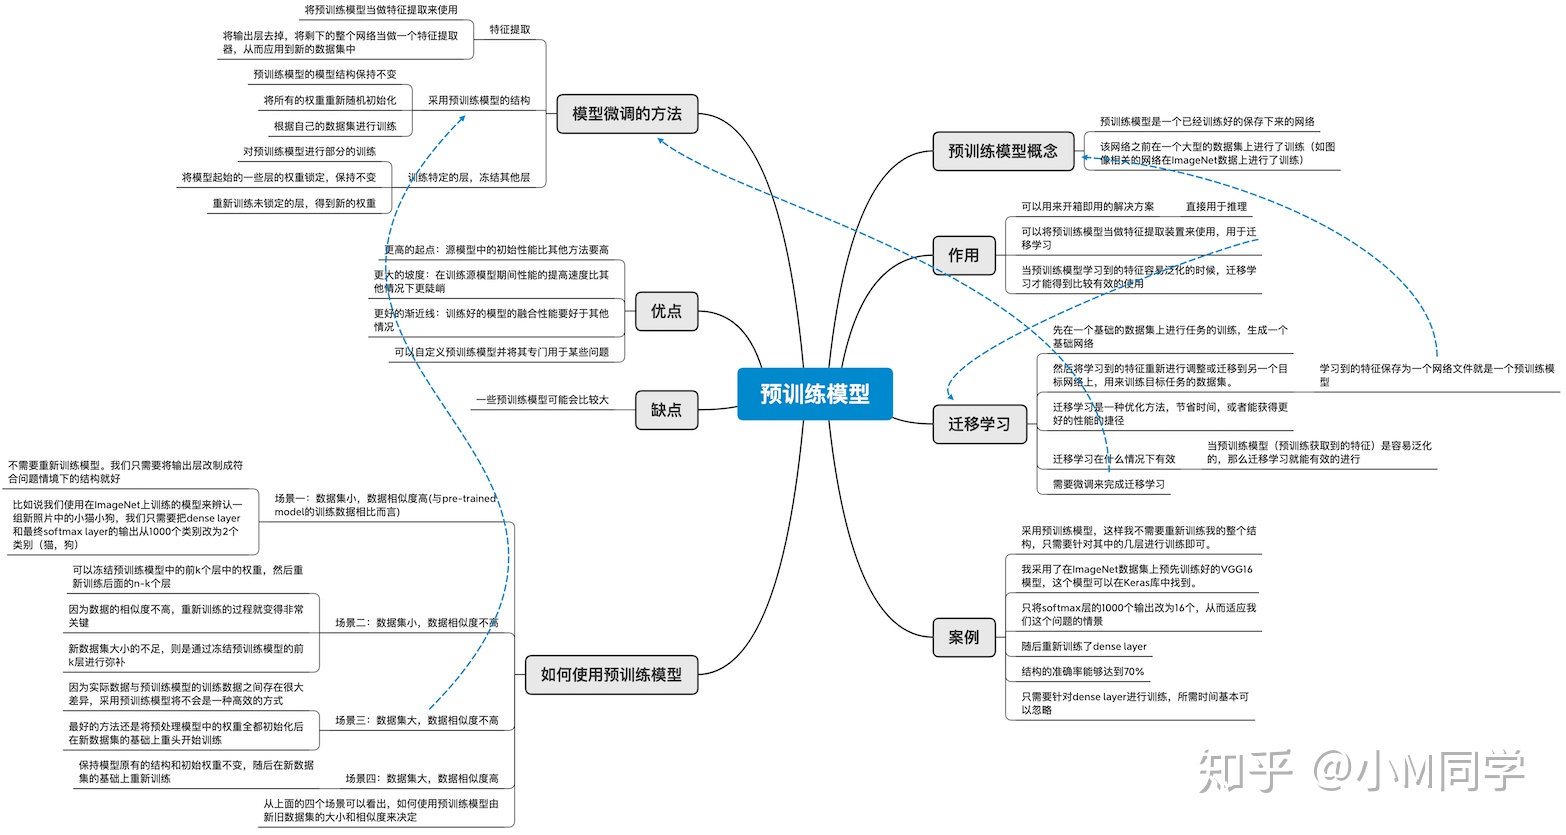 预训练模型
预训练模型概念
预训练模型是一个已经训练好的保存下来的网络
该网络之前在一个大型的数据集上进行了训练（如图
像相关的网络在ImageNet数据上进行了训练）
作用
可以用来开箱即用的解决方案
直接用于推理
可以将预训练模型当做特征提取装置来使用，用于迁
移学习
当预训练模型学习到的特征容易泛化的时候，迁移学
习才能得到比较有效的使用
迁移学习
先在一个基础的数据集上进行任务的训练，生成一个
基础网络
然后将学习到的特征重新进行调整或迁移到另一个目
标网络上，用来训练目标任务的数据集。
学习到的特征保存为一个网络文件就是一个预训练模
型
迁移学习是一种优化方法，节省时间，或者能获得更
好的性能的捷径
迁移学习在什么情况下有效
当预训练模型（预训练获取到的特征）是容易泛化
的，那么迁移学习就能有效的进行
需要微调来完成迁移学习
案例
采用预训练模型，这样我不需要重新训练我的整个结
构，只需要针对其中的几层进行训练即可。
我采用了在ImageNet数据集上预先训练好的VGG16
模型，这个模型可以在Keras库中找到。
只将softmax层的1000个输出改为16个，从而适应我
们这个问题的情景
随后重新训练了dense layer
结构的准确率能够达到70%
只需要针对dense layer进行训练，所需时间基本可
以忽略
模型微调的方法
特征提取
将预训练模型当做特征提取来使用
将输出层去掉，将剩下的整个网络当做一个特征提取
器，从而应用到新的数据集中
采用预训练模型的结构
预训练模型的模型结构保持不变
将所有的权重重新随机初始化
根据自己的数据集进行训练
训练特定的层，冻结其他层
对预训练模型进行部分的训练
将模型起始的一些层的权重锁定，保持不变
重新训练未锁定的层，得到新的权重
优点
更高的起点：源模型中的初始性能比其他方法要高
更大的坡度：在训练源模型期间性能的提高速度比其
他情况下更陡峭
更好的渐近线：训练好的模型的融合性能要好于其他
情况
可以自定义预训练模型并将其专门用于某些问题
缺点
一些预训练模型可能会比较大
如何使用预训练模型
场景一：数据集小，数据相似度高(与pre-trained
model的训练数据相比而言)
不需要重新训练模型。我们只需要将输出层改制成符
合问题情境下的结构就好
比如说我们使用在ImageNet上训练的模型来辨认一
组新照片中的小猫小狗，我们只需要把dense layer
和最终softmax layer的输出从1000个类别改为2个
类别（猫，狗）
场景二：数据集小，数据相似度不高
可以冻结预训练模型中的前k个层中的权重，然后重
新训练后面的n-k个层
因为数据的相似度不高，重新训练的过程就变得非常
关键
新数据集大小的不足，则是通过冻结预训练模型的前
k层进行弥补
场景三：数据集大，数据相似度不高
因为实际数据与预训练模型的训练数据之间存在很大
差异，采用预训练模型将不会是一种高效的方式
最好的方法还是将预处理模型中的权重全都初始化后
在新数据集的基础上重头开始训练
场景四：数据集大，数据相似度高
保持模型原有的结构和初始权重不变，随后在新数据
集的基础上重新训练
从上面的四个场景可以看出，如何使用预训练模型由
新旧数据集的大小和相似度来决定
知乎 @小M同学